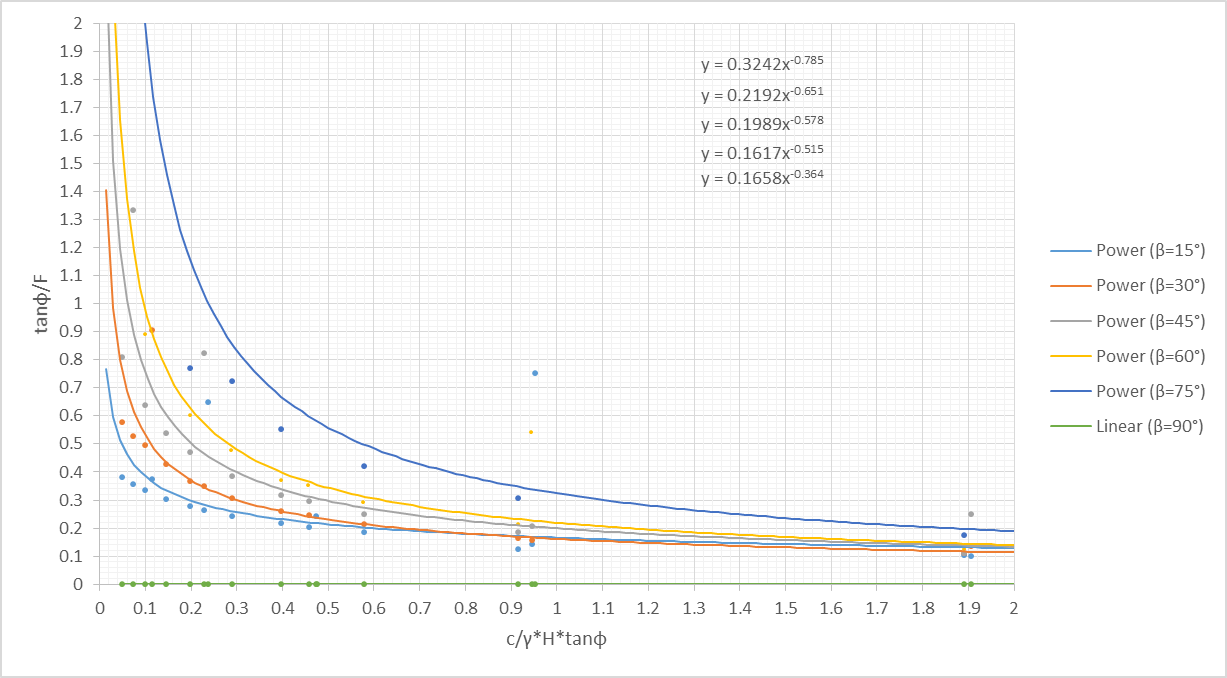 2
1.9
1.8
1.7
1.6
1.5
1.4
1.3
1.2
1.1
1
0.9
0.8
0.7
0.6
0.5
0.4
0.3
0.2
0.1
0
tanϕ/F
y = 0.3242x^-0.785
y = 0.2192x^-0.651
y = 0.1989x^-0.578
y = 0.1617x^-0.515
y = 0.1658x^-0.364
0 0.1 0.2 0.3 0.4 0.5 0.6 0.7 0.8 0.9 1 1.1 1.2 1.3 1.4 1.5 1.6 1.7 1.8 1.9 2
c/γ*H*tanϕ
Power (β=15°)
Power (β=30°)
Power (β=45°)
Power (β=60°)
Power (β=75°)
Linear (β=90°)